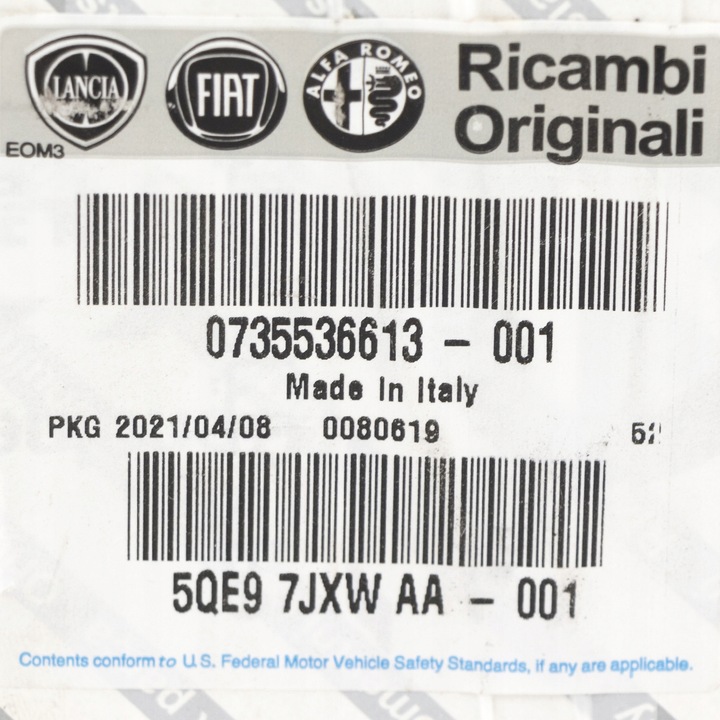 LANCIA FIAT ALFA ROMEO
Ricambi
Originali
EOM3
0735536613 - 001
Made In Italy
PKG 2021/04/08 0080619
5QE9 7JXW AA - 001
Contents conform to U.S. Federal Motor Vehicle Safety Standards, if any are applicable.